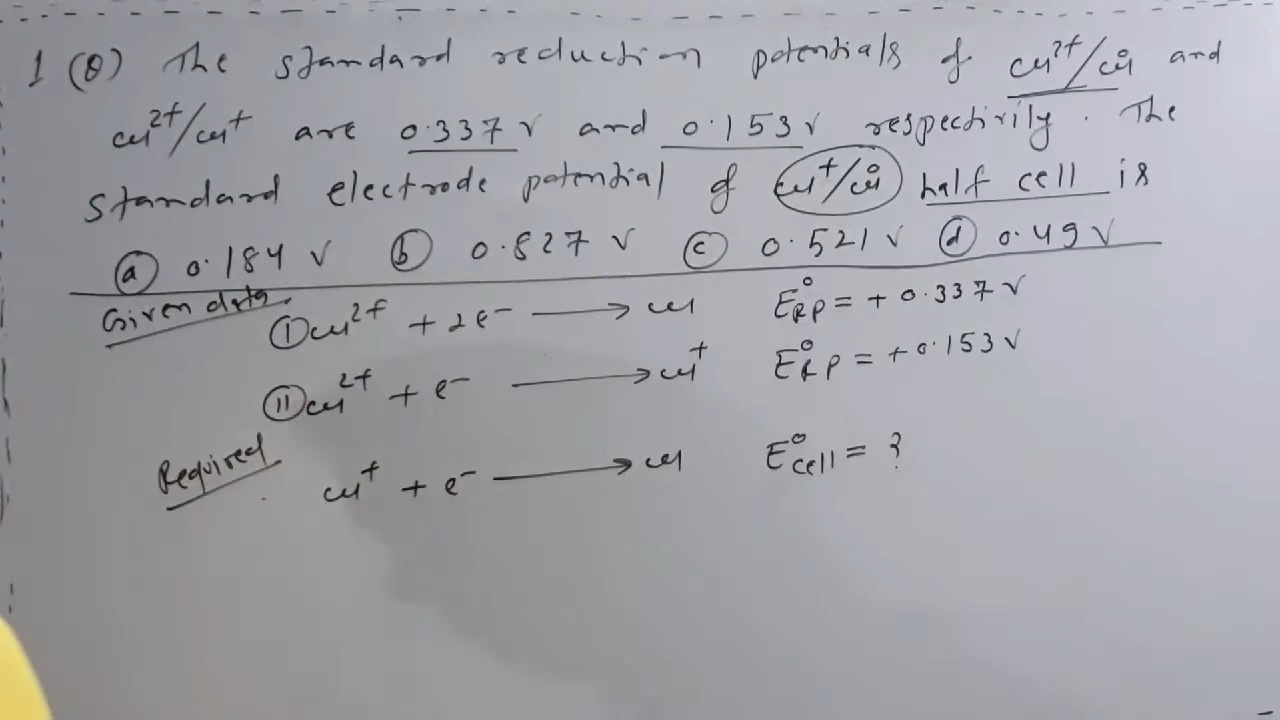 1 (Q) The standard reduction potentials of Cu²⁺/Cu° and
Cu²⁺/Cu⁺ are 0.337 V and 0.153 V respectivily. The
standard electrode potential of Cu⁺/Cu° half cell is
ⓐ 0.184 V ⓑ 0.827 V ⓒ 0.521 V ⓓ 0.49 V
Given data.
Ⓘ Cu²⁺ + 2e⁻ ⟶ Cu E°RP = + 0.337 V
Ⅱ Cu²⁺ + e⁻ ⟶ Cu⁺ E°RP = + 0.153 V
Required
Cu⁺ + e⁻ ⟶ Cu E°cell = ?